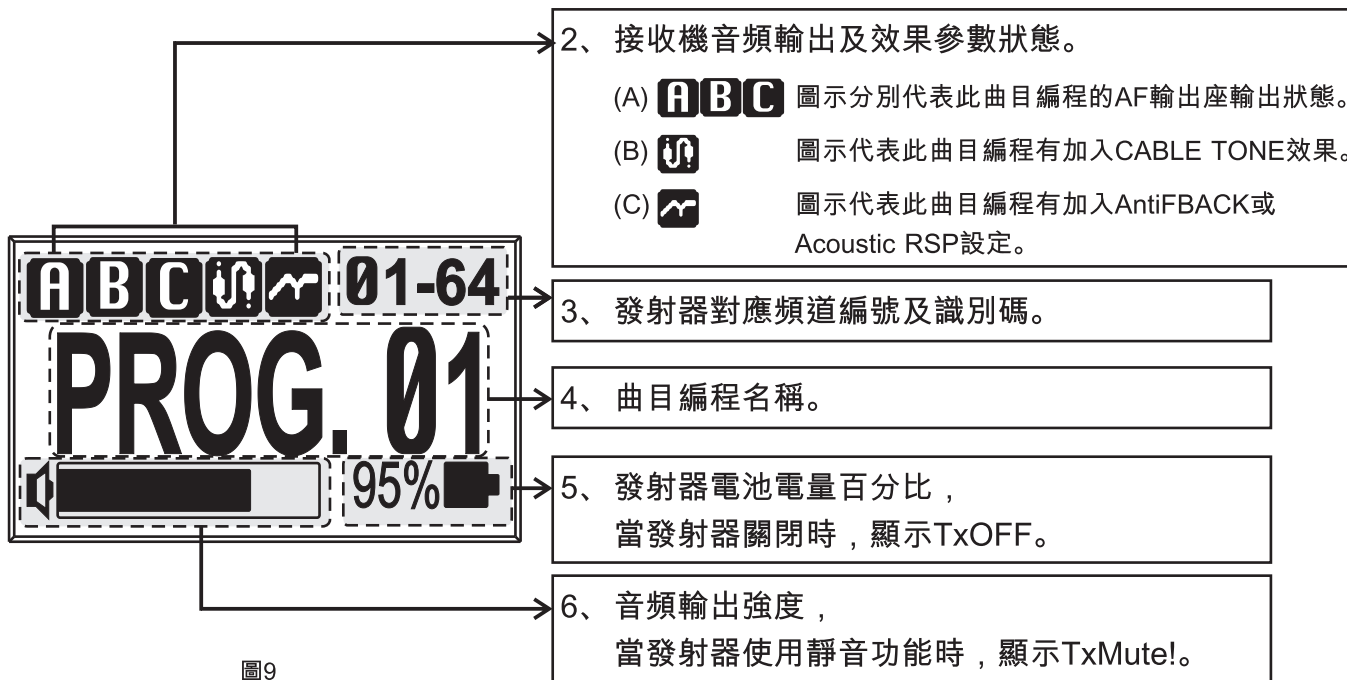 2、 接收機音頻輸出及效果參數狀態。
(A) A B C 圖示分別代表此曲目編程的AF輸出座輸出狀態。
(B) 圖示代表此曲目編程有加入CABLE TONE效果。
(C) 圖示代表此曲目編程有加入AntiFBACK或
Acoustic RSP設定。
A B C 01-64
3、 發射器對應頻道編號及識別碼。
PROG. 01
4、 曲目編程名稱。
95%
5、 發射器電池電量百分比，
當發射器關閉時，顯示TxOFF。
6、 音頻輸出強度，
當發射器使用靜音功能時，顯示TxMute!。
圖9